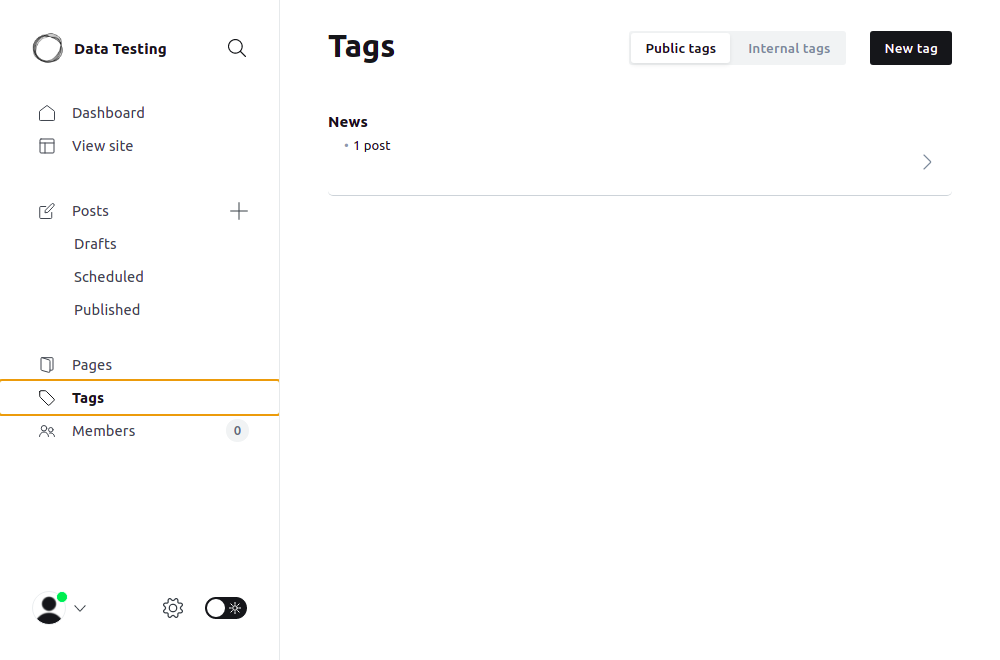 Data Testing
Dashboard
View site
Posts
Drafts
Scheduled
Published
Pages
Tags
Members 0
Tags
Public tags Internal tags New tag
News
• 1 post